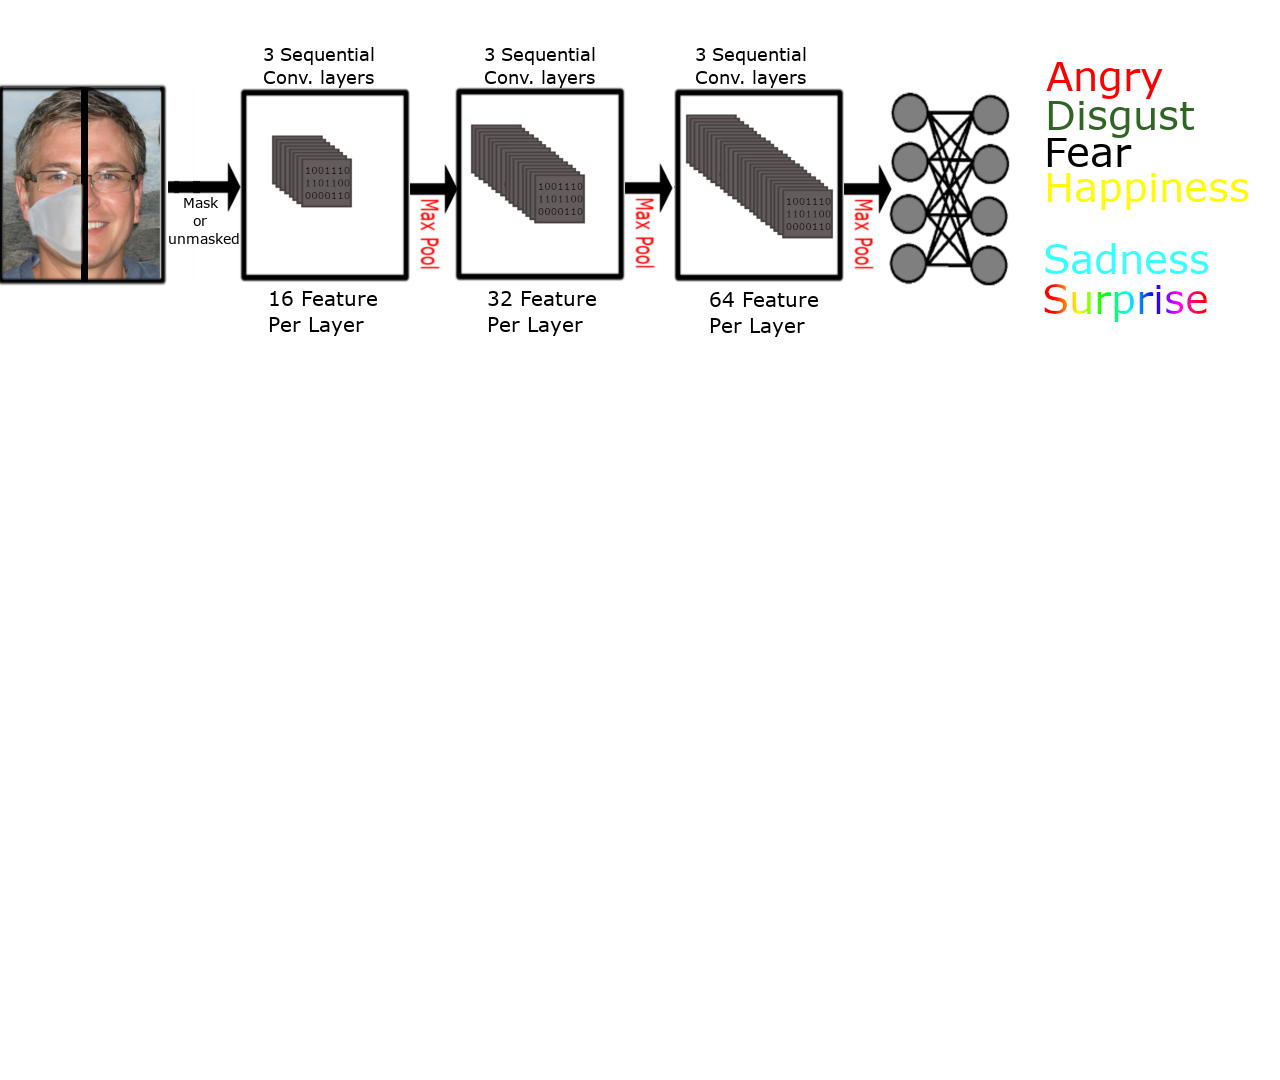 3 Sequential
Conv. layers
3 Sequential
Conv. layers
3 Sequential
Conv. layers
Mask
or
unmasked
1001110
1101100
0000110
Max Pool
1001110
1101100
0000110
Max Pool
1001110
1101100
0000110
Max Pool
16 Feature
Per Layer
32 Feature
Per Layer
64 Feature
Per Layer
Angry
Disgust
Fear
Happiness
Sadness
Surprise